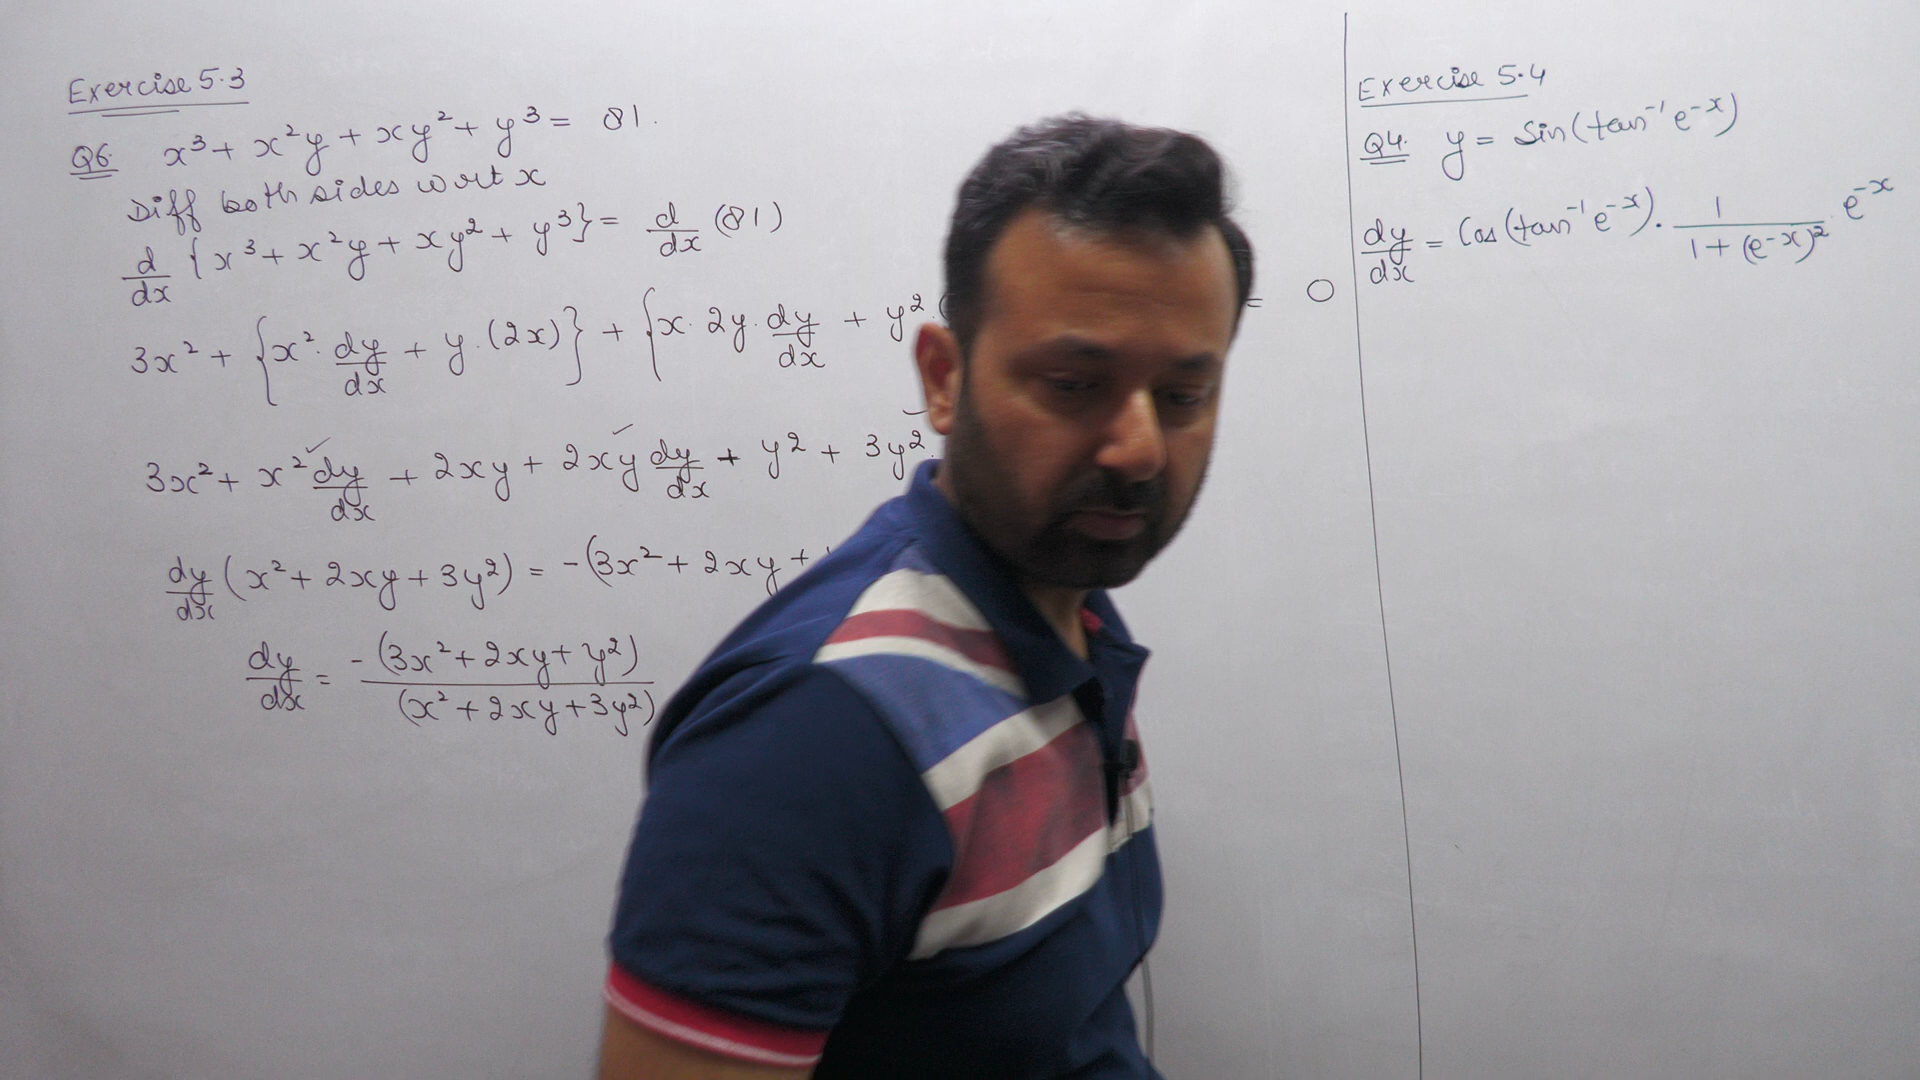 Exercise 5.3
Q6. x³ + x²y + xy² + y³ = 81.
Diff both sides wrt x
d/dx {x³ + x²y + xy² + y³} = d/dx (81)
3x² + {x². dy/dx + y.(2x)} + {x. 2y. dy/dx + y². = 0
3x² + x² dy/dx + 2xy + 2xy dy/dx + y² + 3y².
dy/dx (x² + 2xy + 3y²) = -(3x² + 2xy +
dy/dx = -(3x² + 2xy + y²)/(x² + 2xy + 3y²)
Exercise 5.4
Q4. y = Sin(tan⁻¹e⁻ˣ)
dy/dx = Cos(tan⁻¹e⁻ˣ). 1/(1 + (e⁻ˣ)²) . e⁻ˣ